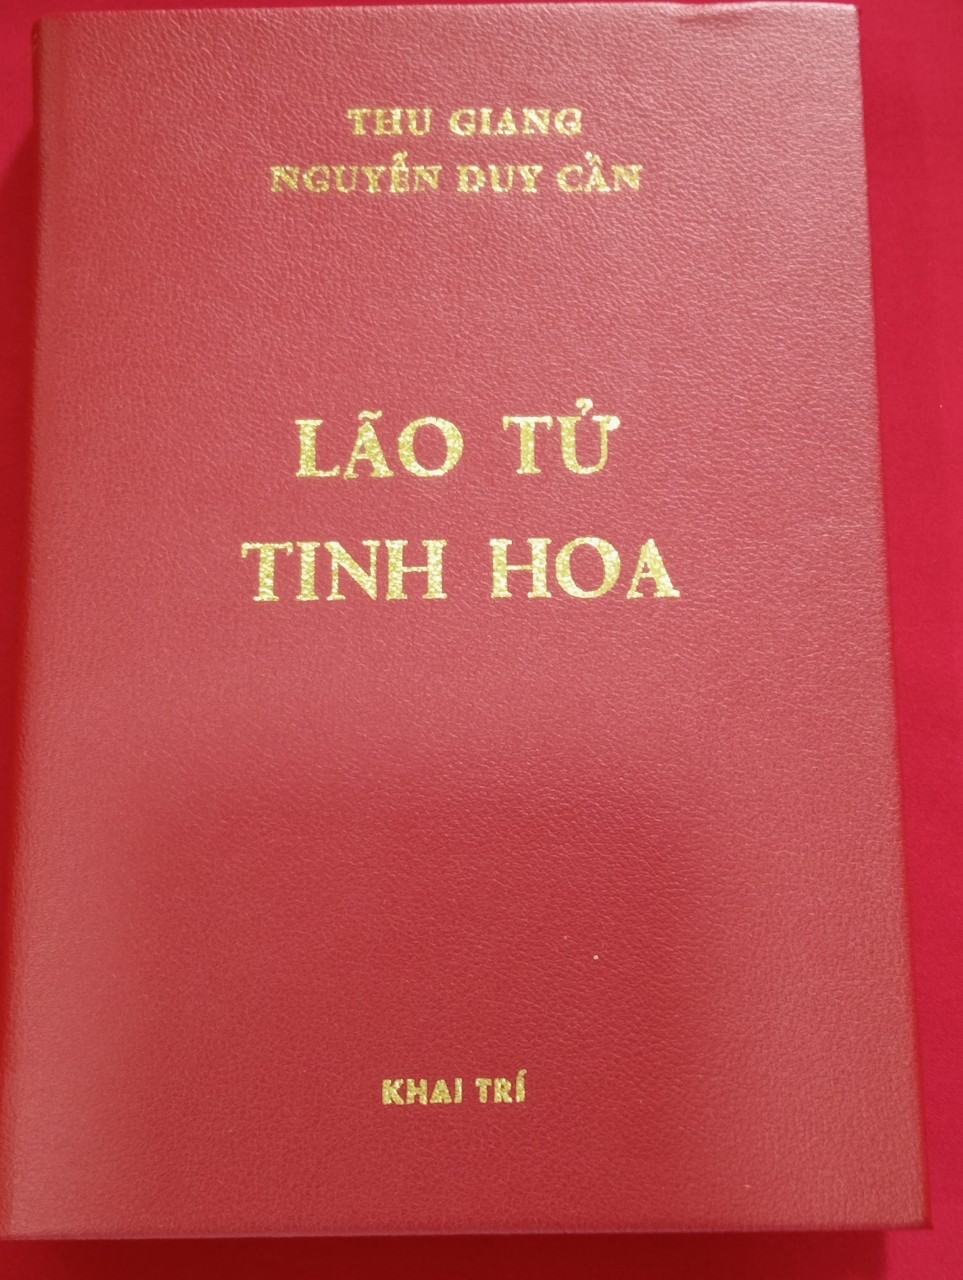 THU GIANG
NGUYỄN DUY CẦN
LÃO TỬ
TINH HOA
KHAI TRÍ